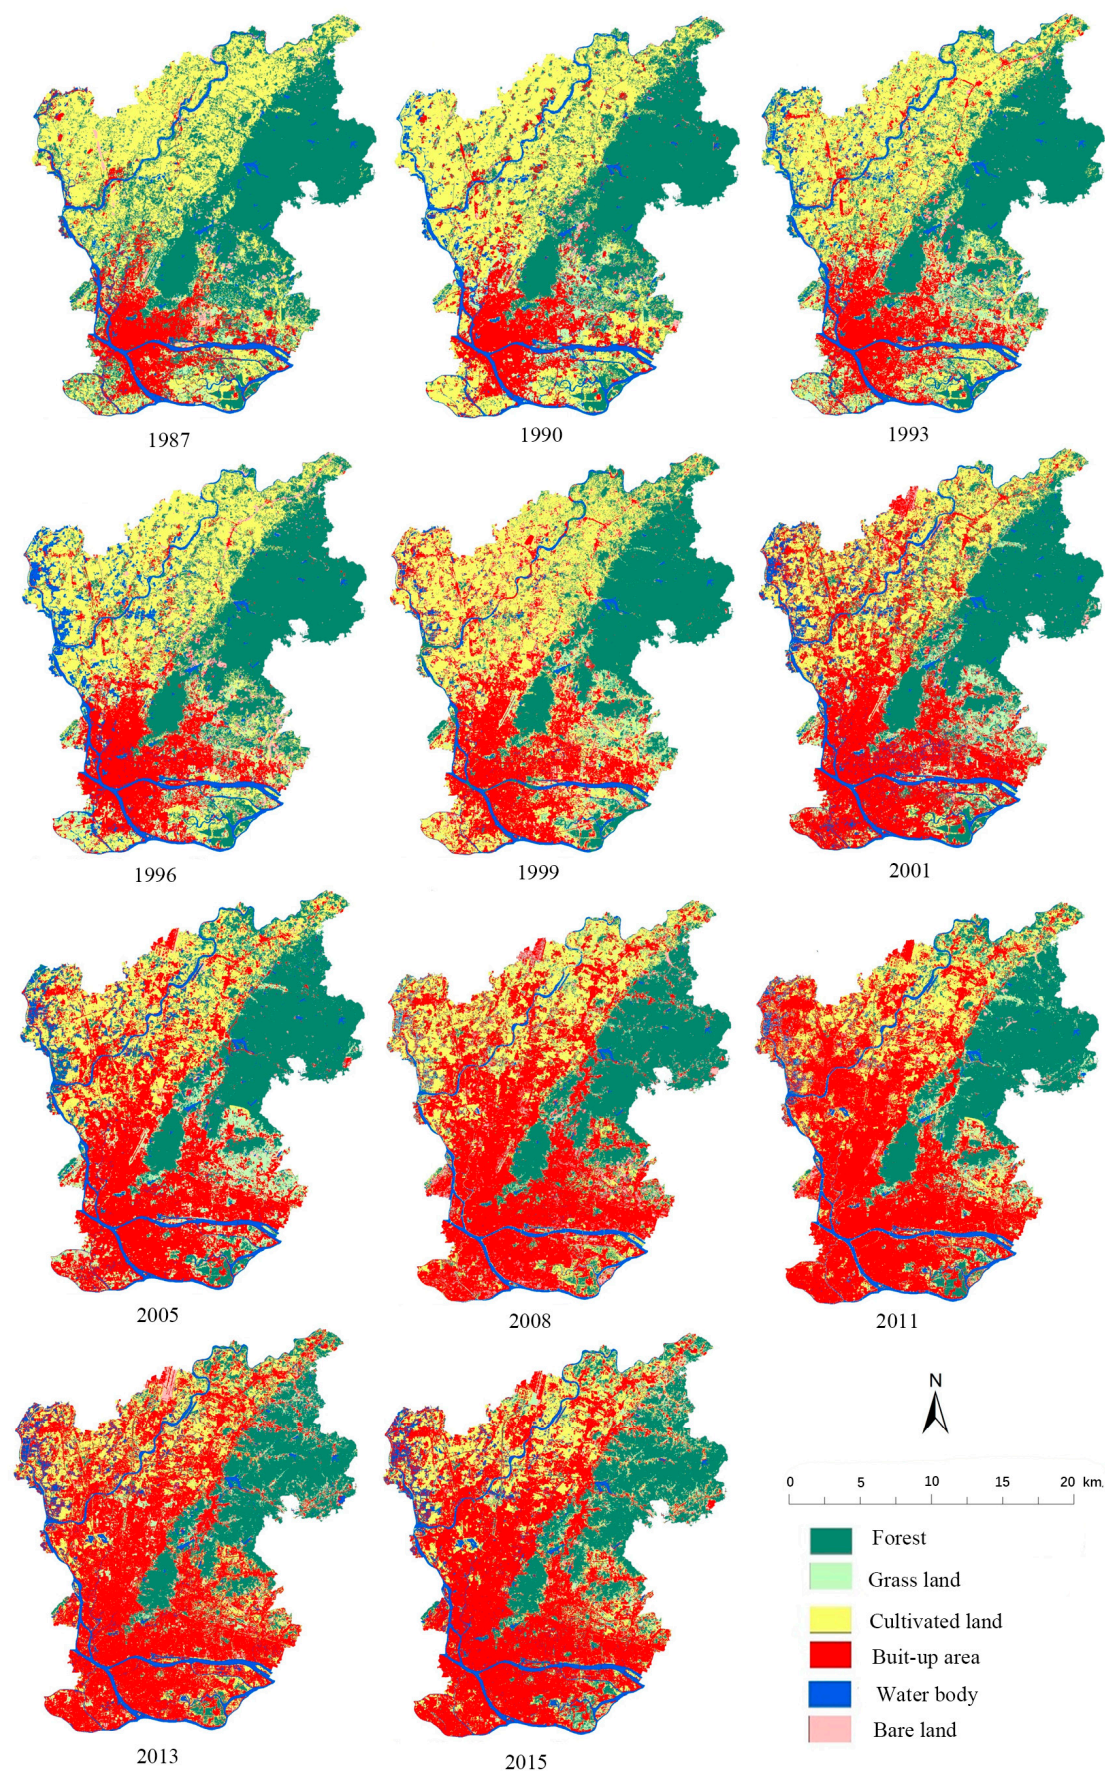 1987
1990
1993
1996
1999
2001
2005
2008
2011
2013
2015
N
0 5 10 15 20 km.
Forest
Grass land
Cultivated land
Buit-up area
Water body
Bare land